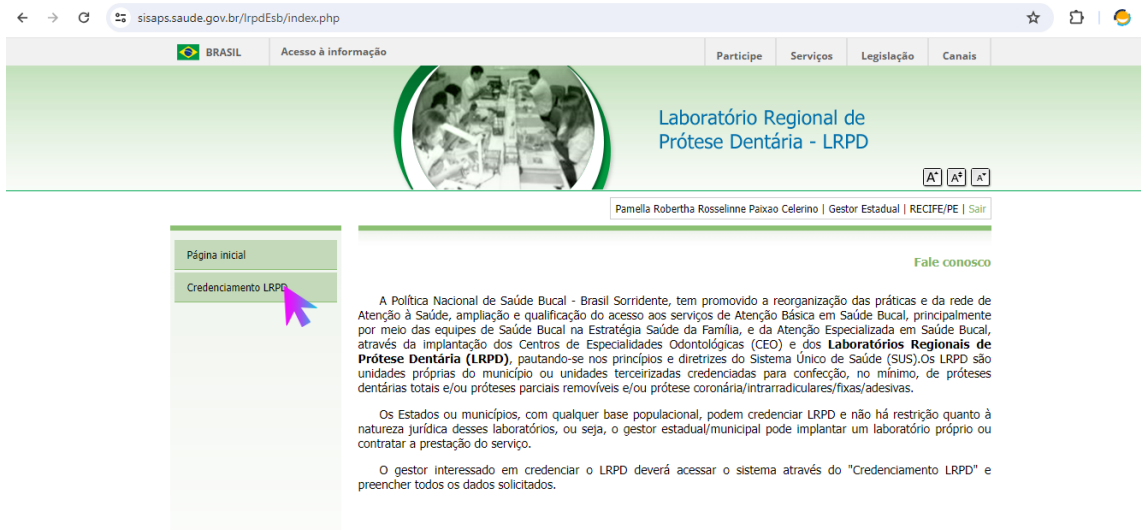 sisaps.saude.gov.br/lrpdEsb/index.php
BRASIL Acesso à informação Participe Serviços Legislação Canais
Laboratório Regional de
Prótese Dentária - LRPD
A+ A± A-
Pamella Robertha Rosselinne Paixao Celerino | Gestor Estadual | RECIFE/PE | Sair
Página inicial
Credenciamento LRPD
Fale conosco
A Política Nacional de Saúde Bucal - Brasil Sorridente, tem promovido a reorganização das práticas e da rede de
Atenção à Saúde, ampliação e qualificação do acesso aos serviços de Atenção Básica em Saúde Bucal, principalmente
por meio das equipes de Saúde Bucal na Estratégia Saúde da Família, e da Atenção Especializada em Saúde Bucal,
através da implantação dos Centros de Especialidades Odontológicas (CEO) e dos Laboratórios Regionais de
Prótese Dentária (LRPD), pautando-se nos princípios e diretrizes do Sistema Único de Saúde (SUS).Os LRPD são
unidades próprias do município ou unidades terceirizadas credenciadas para confecção, no mínimo, de próteses
dentárias totais e/ou próteses parciais removíveis e/ou prótese coronária/intrarradiculares/fixas/adesivas.
Os Estados ou municípios, com qualquer base populacional, podem credenciar LRPD e não há restrição quanto à
natureza jurídica desses laboratórios, ou seja, o gestor estadual/municipal pode implantar um laboratório próprio ou
contratar a prestação do serviço.
O gestor interessado em credenciar o LRPD deverá acessar o sistema através do "Credenciamento LRPD" e
preencher todos os dados solicitados.